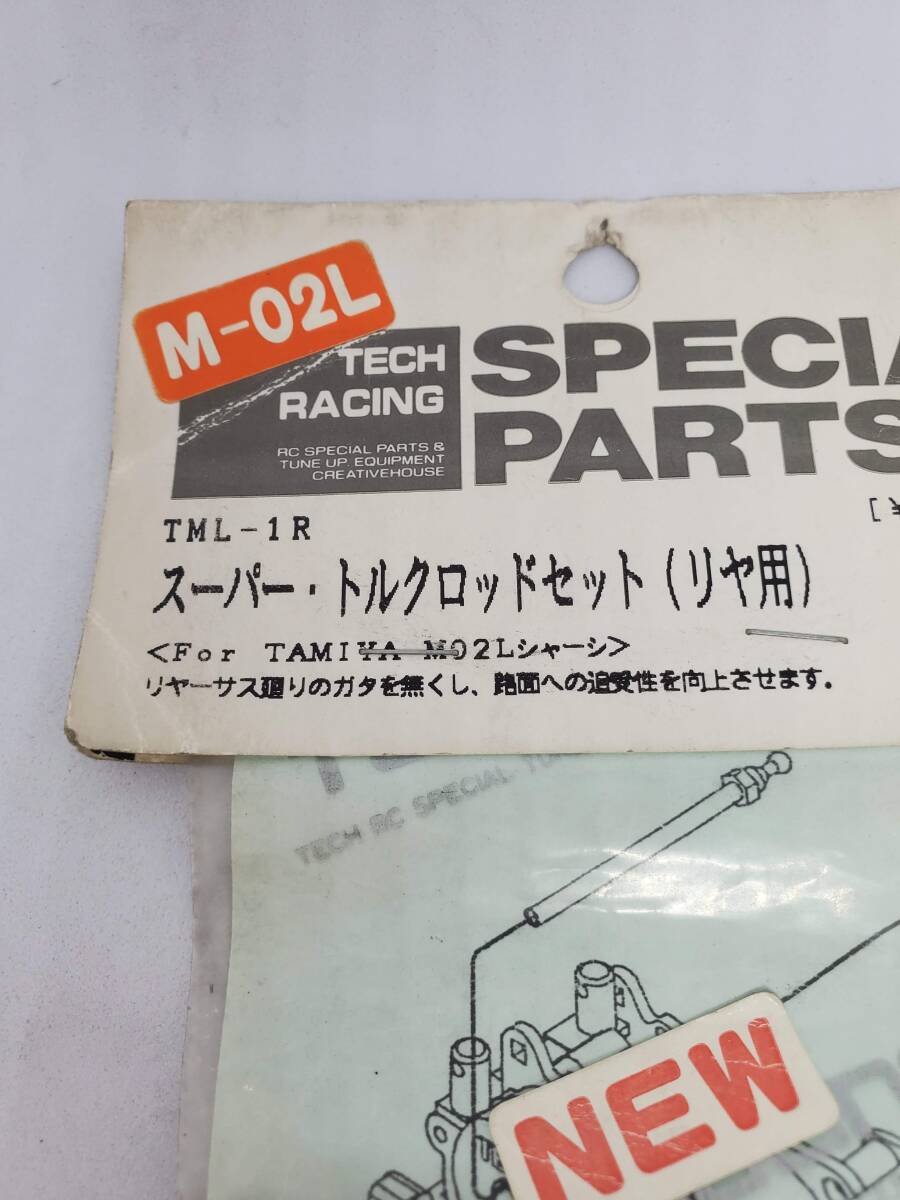 M-02L
TECH
RACING
RC SPECIAL PARTS &
TUNE UP EQUIPMENT
CREATIVEHOUSE
SPECIA
PARTS
[¥
TML-1R
スーパー・トルクロッドセット(リヤ用)
<For TAMIYA M02Lシャーシ>
リヤーサス廻りのガタを無くし、路面への追受性を向上させます.
TECH RC SPECIAL TU
NEW